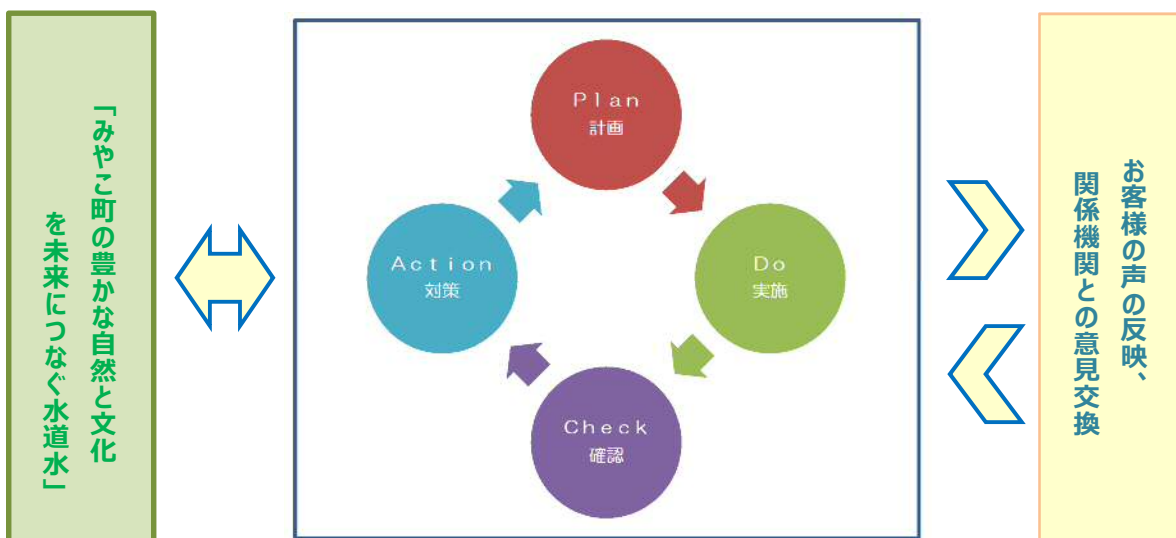 「みやこ町の豊かな自然と文化
を未来につなぐ水道水」
Ｐｌａｎ
計画
Ｄｏ
実施
Ｃｈｅｃｋ
確認
Ａｃｔｉｏｎ
対策
お客様の声の反映、
関係機関との意見交換